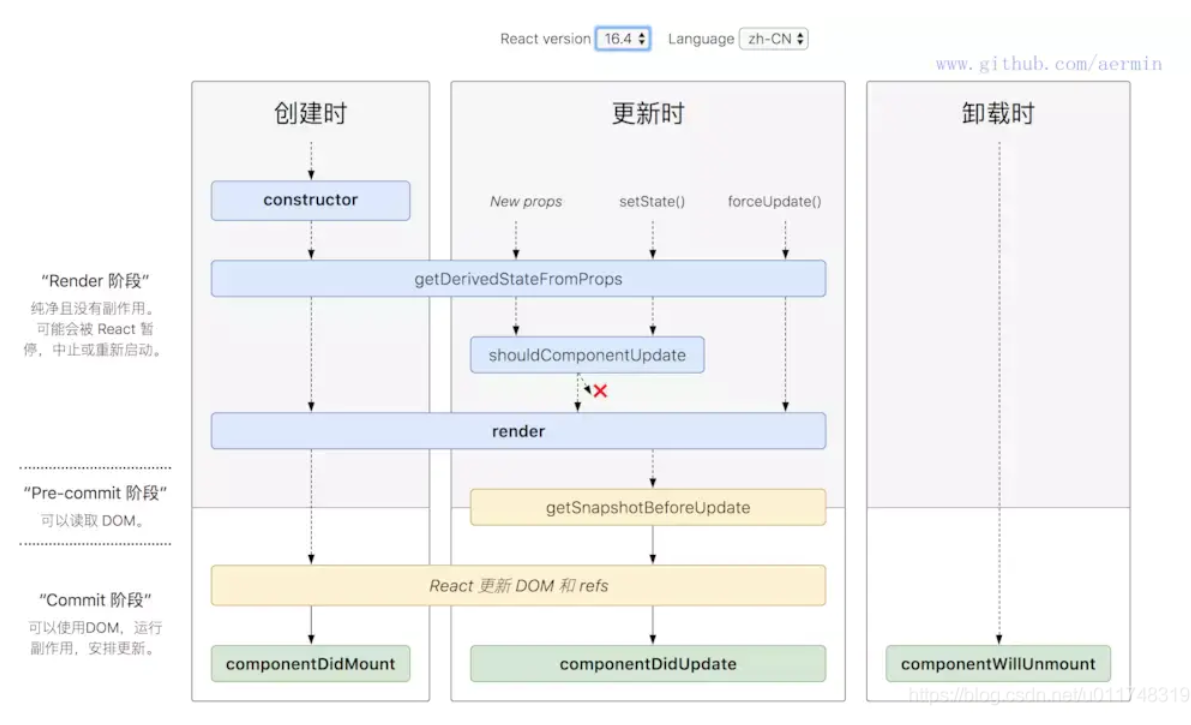 React version 16.4 Language zh-CN
www.github.com/aermin
创建时
更新时
卸载时
constructor
New props
setState()
forceUpdate()
getDerivedStateFromProps
“Render 阶段”
纯净且没有副作用。
可能会被 React 暂
停，中止或重新启动。
shouldComponentUpdate
render
“Pre-commit 阶段”
可以读取 DOM。
getSnapshotBeforeUpdate
React 更新 DOM 和 refs
“Commit 阶段”
可以使用DOM，运行
副作用，安排更新。
componentDidMount
componentDidUpdate
componentWillUnmount
https://blog.csdn.net/u011748319